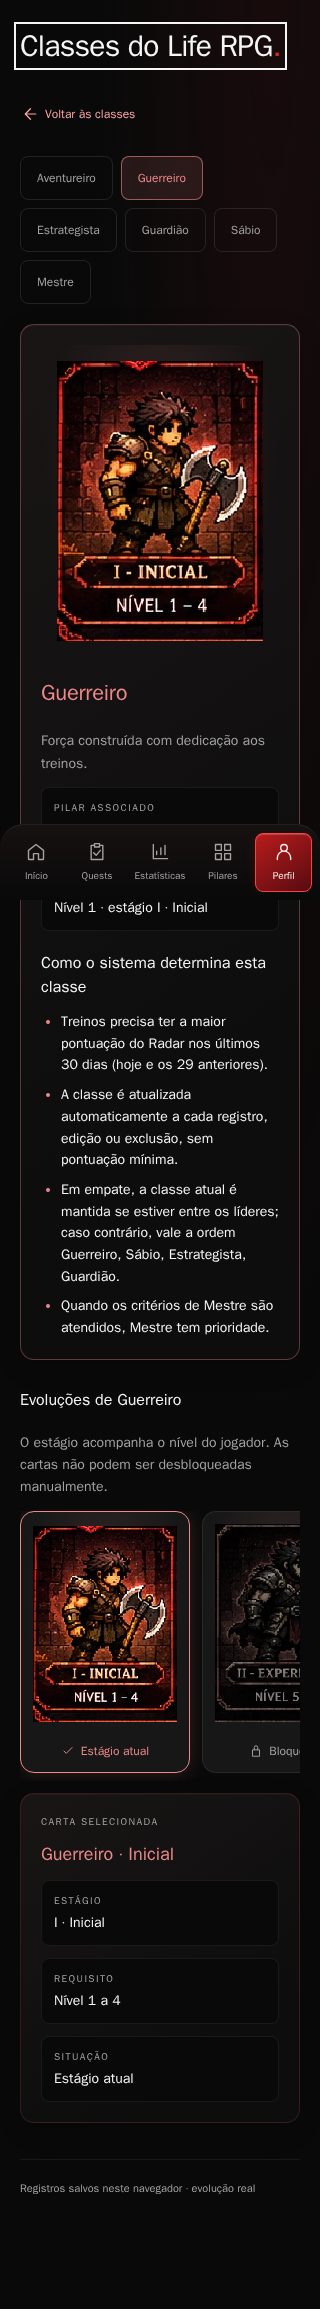 Classes do Life RPG.
Voltar às classes
Aventureiro
Guerreiro
Estrategista
Guardião
Sábio
Mestre
I - INICIAL
NÍVEL 1 – 4
Guerreiro
Força construída com dedicação aos
treinos.
PILAR ASSOCIADO
Início
Quests
Estatísticas
Pilares
Perfil
Nível 1 · estágio I · Inicial
Como o sistema determina esta
classe
• Treinos precisa ter a maior
pontuação do Radar nos últimos
30 dias (hoje e os 29 anteriores).
• A classe é atualizada
automaticamente a cada registro,
edição ou exclusão, sem
pontuação mínima.
• Em empate, a classe atual é
mantida se estiver entre os líderes;
caso contrário, vale a ordem
Guerreiro, Sábio, Estrategista,
Guardião.
• Quando os critérios de Mestre são
atendidos, Mestre tem prioridade.
Evoluções de Guerreiro
O estágio acompanha o nível do jogador. As
cartas não podem ser desbloqueadas
manualmente.
I - INICIAL
NÍVEL 1 – 4
Estágio atual
II - EXPERI
NÍVEL 5
Bloqu
CARTA SELECIONADA
Guerreiro · Inicial
ESTÁGIO
I · Inicial
REQUISITO
Nível 1 a 4
SITUAÇÃO
Estágio atual
Registros salvos neste navegador · evolução real